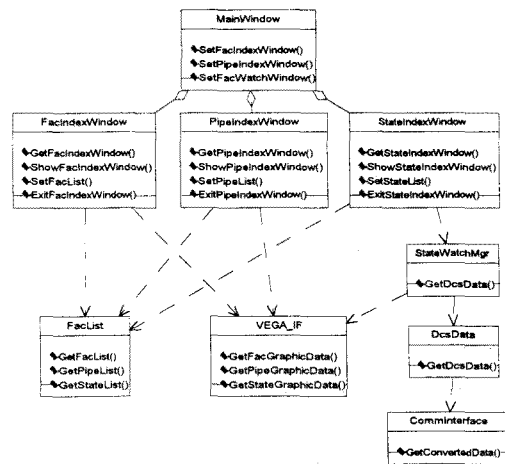 MainWindow
SetFacIndexWindow()
SetPipeIndexWindow()
SetFacWatchWindow()
FacIndexWindow
GetFacIndexWindow()
ShowFacIndexWindow()
SetFacList()
ExitFacIndexWindow()
PipeIndexWindow
GetPipeIndexWindow()
ShowPipeIndexWindow()
SetPipeList()
ExitPipeIndexWindow()
StateIndexWindow
GetStateIndexWindow()
ShowStateIndexWindow()
SetStateList()
ExitStateIndexWindow()
StateWatchMgr
GetDcsData()
FacList
GetFacList()
GetPipeList()
GetStateList()
VEGA_IF
GetFacGraphicData()
GetPipeGraphicData()
GetStateGraphicData()
DcsData
GetDcsData()
CommInterface
GetConvertedData()